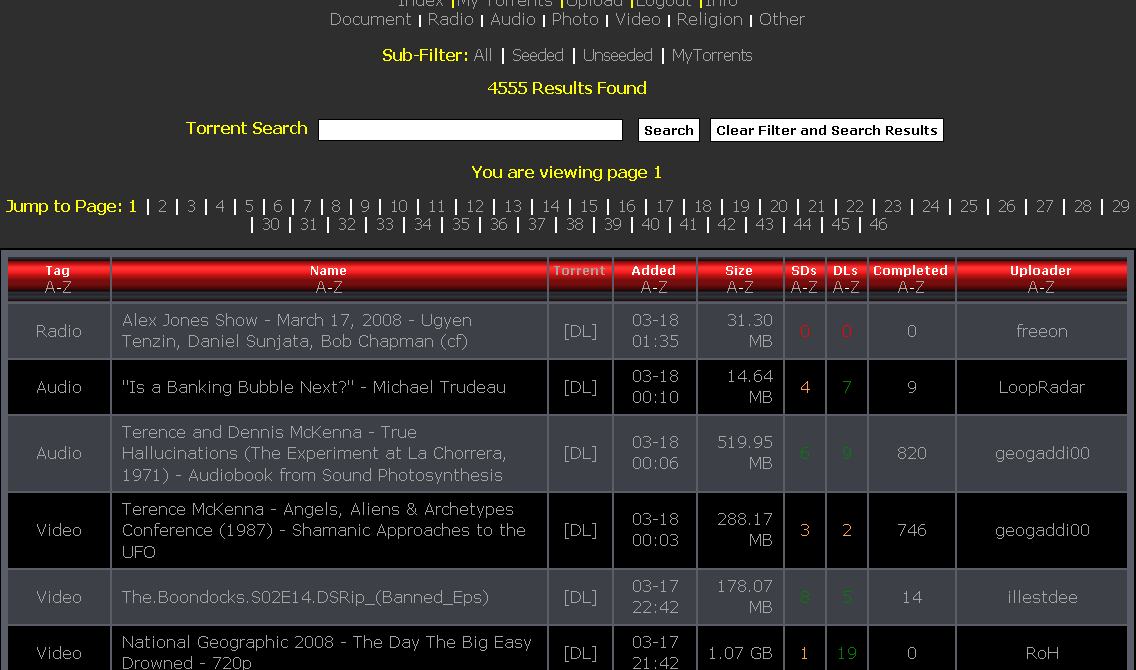 Index | My Torrents | Upload | Logout | Info
Document | Radio | Audio | Photo | Video | Religion | Other
Sub-Filter: All | Seeded | Unseeded | MyTorrents
4555 Results Found
Torrent Search Search Clear Filter and Search Results
You are viewing page 1
Jump to Page: 1 | 2 | 3 | 4 | 5 | 6 | 7 | 8 | 9 | 10 | 11 | 12 | 13 | 14 | 15 | 16 | 17 | 18 | 19 | 20 | 21 | 22 | 23 | 24 | 25 | 26 | 27 | 28 | 29
| 30 | 31 | 32 | 33 | 34 | 35 | 36 | 37 | 38 | 39 | 40 | 41 | 42 | 43 | 44 | 45 | 46
Tag Name Torrent Added Size SDs DLs Completed Uploader
A-Z A-Z A-Z A-Z A-Z A-Z A-Z A-Z
Radio
Alex Jones Show - March 17, 2008 - Ugyen
Tenzin, Daniel Sunjata, Bob Chapman (cf)
[DL]
03-18
01:35
31.30
MB
0
0
0
freeon
Audio
"Is a Banking Bubble Next?" - Michael Trudeau
[DL]
03-18
00:10
14.64
MB
4
7
9
LoopRadar
Audio
Terence and Dennis McKenna - True
Hallucinations (The Experiment at La Chorrera,
1971) - Audiobook from Sound Photosynthesis
[DL]
03-18
00:06
519.95
MB
6
9
820
geogaddi00
Video
Terence McKenna - Angels, Aliens & Archetypes
Conference (1987) - Shamanic Approaches to the
UFO
[DL]
03-18
00:03
288.17
MB
3
2
746
geogaddi00
Video
The.Boondocks.S02E14.DSRip_(Banned_Eps)
[DL]
03-17
22:42
178.07
MB
8
5
14
illestdee
Video
National Geographic 2008 - The Day The Big Easy
Drowned - 720p
[DL]
03-17
21:42
1.07 GB
1
19
0
RoH